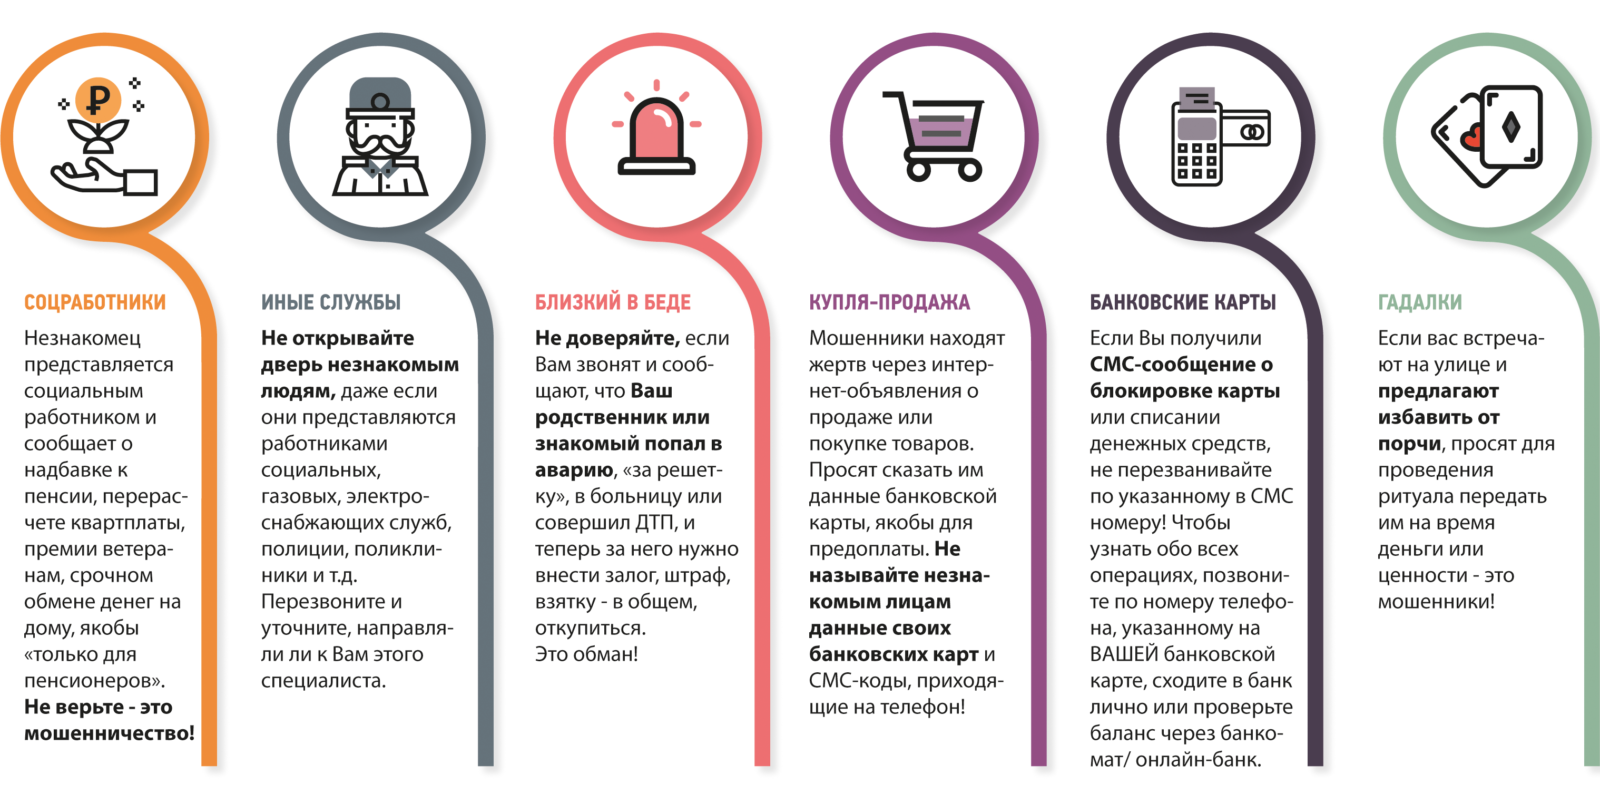 СОЦРАБОТНИКИ
Незнакомец
представляется
социальным
работником и
сообщает о
надбавке к
пенсии, перерас-
чете квартплаты,
премии ветера-
нам, срочном
обмене денег на
дому, якобы
«только для
пенсионеров».
Не верьте - это
мошенничество!
ИНЫЕ СЛУЖБЫ
Не открывайте
дверь незнакомым
людям, даже если
они представляются
работниками
социальных,
газовых, электро-
снабжающих служб,
полиции, поликли-
ники и т.д.
Перезвоните и
уточните, направля-
ли ли к Вам этого
специалиста.
БЛИЗКИЙ В БЕДЕ
Не доверяйте, если
Вам звонят и сооб-
щают, что Ваш
родственник или
знакомый попал в
аварию, «за решет-
ку», в больницу или
совершил ДТП, и
теперь за него нужно
внести залог, штраф,
взятку - в общем,
откупиться.
Это обман!
КУПЛЯ-ПРОДАЖА
Мошенники находят
жертв через интер-
нет-объявления о
продаже или
покупке товаров.
Просят сказать им
данные банковской
карты, якобы для
предоплаты. Не
называйте незна-
комым лицам
данные своих
банковских карт и
СМС-коды, приходя-
щие на телефон!
БАНКОВСКИЕ КАРТЫ
Если Вы получили
СМС-сообщение о
блокировке карты
или списании
денежных средств,
не перезванивайте
по указанному в СМС
номеру! Чтобы
узнать обо всех
операциях, позвони-
те по номеру телефо-
на, указанному на
ВАШЕЙ банковской
карте, сходите в банк
лично или проверьте
баланс через банко-
мат/ онлайн-банк.
ГАДАЛКИ
Если вас встреча-
ют на улице и
предлагают
избавить от
порчи, просят для
проведения
ритуала передать
им на время
деньги или
ценности - это
мошенники!